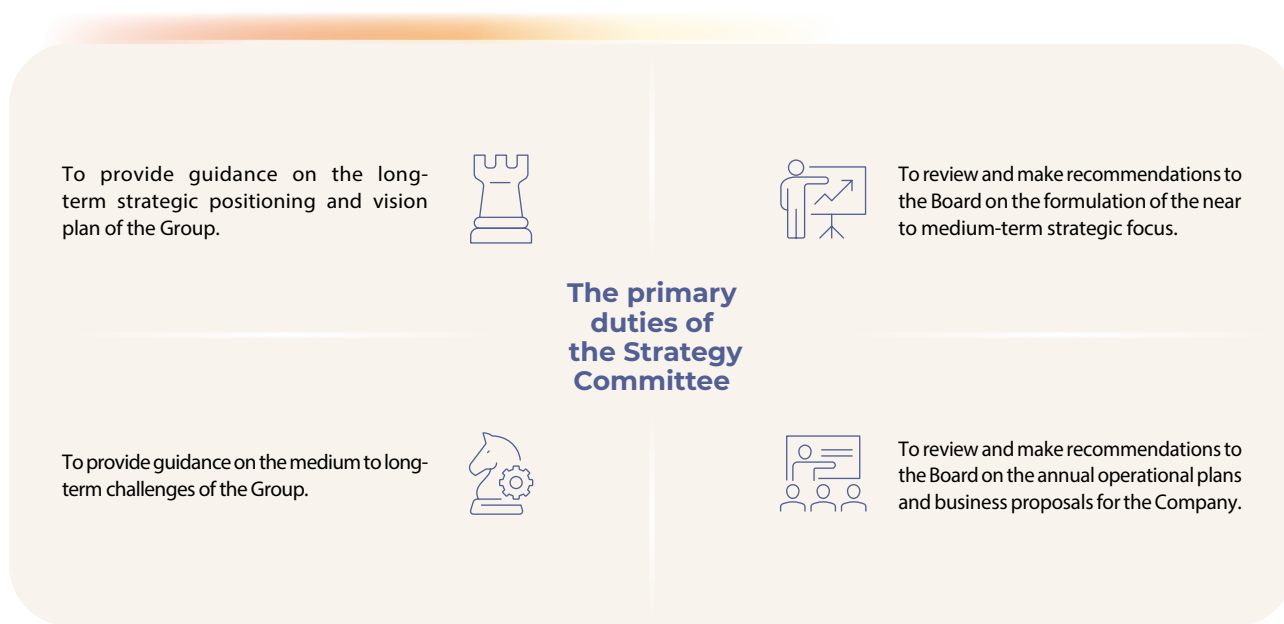 To provide guidance on the long-
term strategic positioning and vision
plan of the Group.
To review and make recommendations to
the Board on the formulation of the near
to medium-term strategic focus.
The primary
duties of
the Strategy
Committee
To provide guidance on the medium to long-
term challenges of the Group.
To review and make recommendations to
the Board on the annual operational plans
and business proposals for the Company.